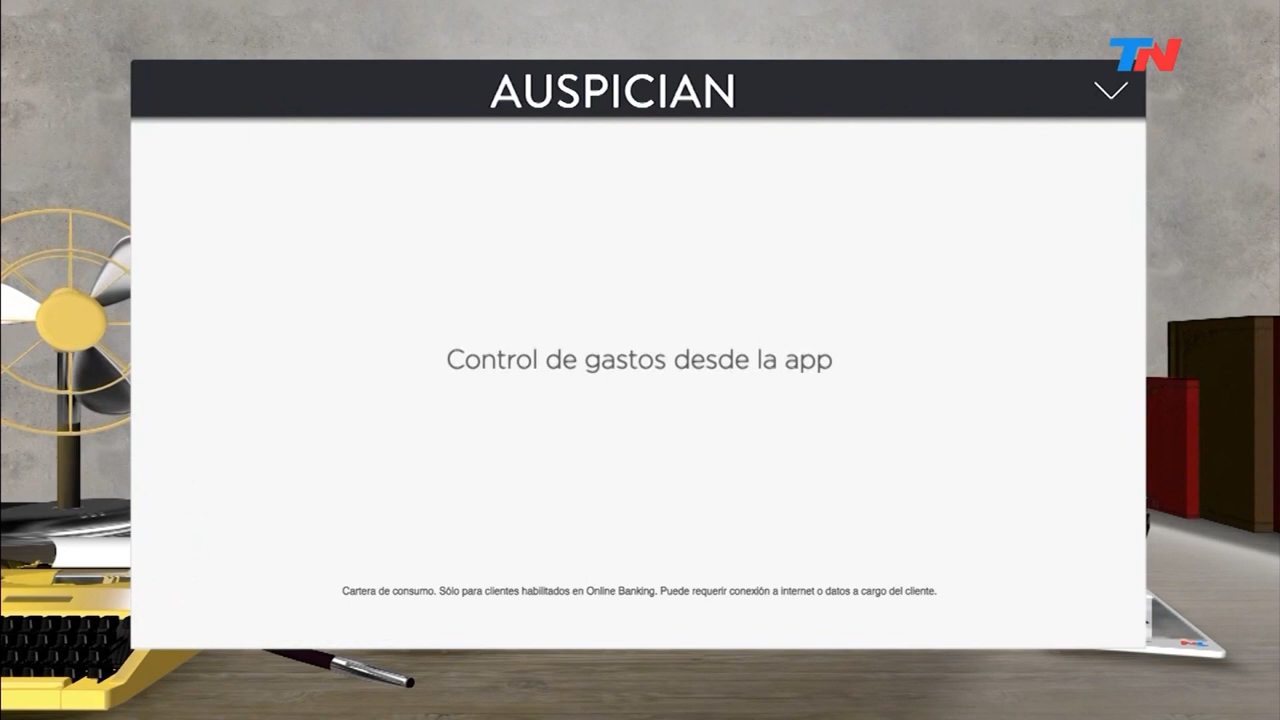 TN
AUSPICIAN
Control de gastos desde la app
Cartera de consumo. Sólo para clientes habilitados en Online Banking. Puede requerir conexión a internet o datos a cargo del cliente.